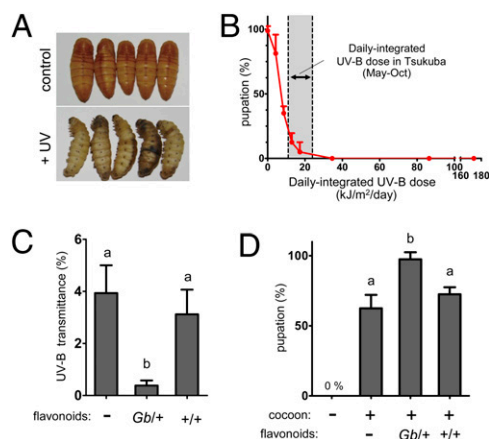 A
control
+ UV
B
pupation (%)
100
75
50
25
0
Daily-integrated
UV-B dose in Tsukuba
(May-Oct)
0 20 40 60 80 100 160 180
Daily-integrated UV-B dose
(kJ/m²/day)
C
UV-B transmittance (%)
6
4
2
0
a
b
a
flavonoids: - Gb/+ +/+
D
pupation (%)
100
50
0
0 %
a
b
a
cocoon: - + + +
flavonoids: Gb/+ +/+